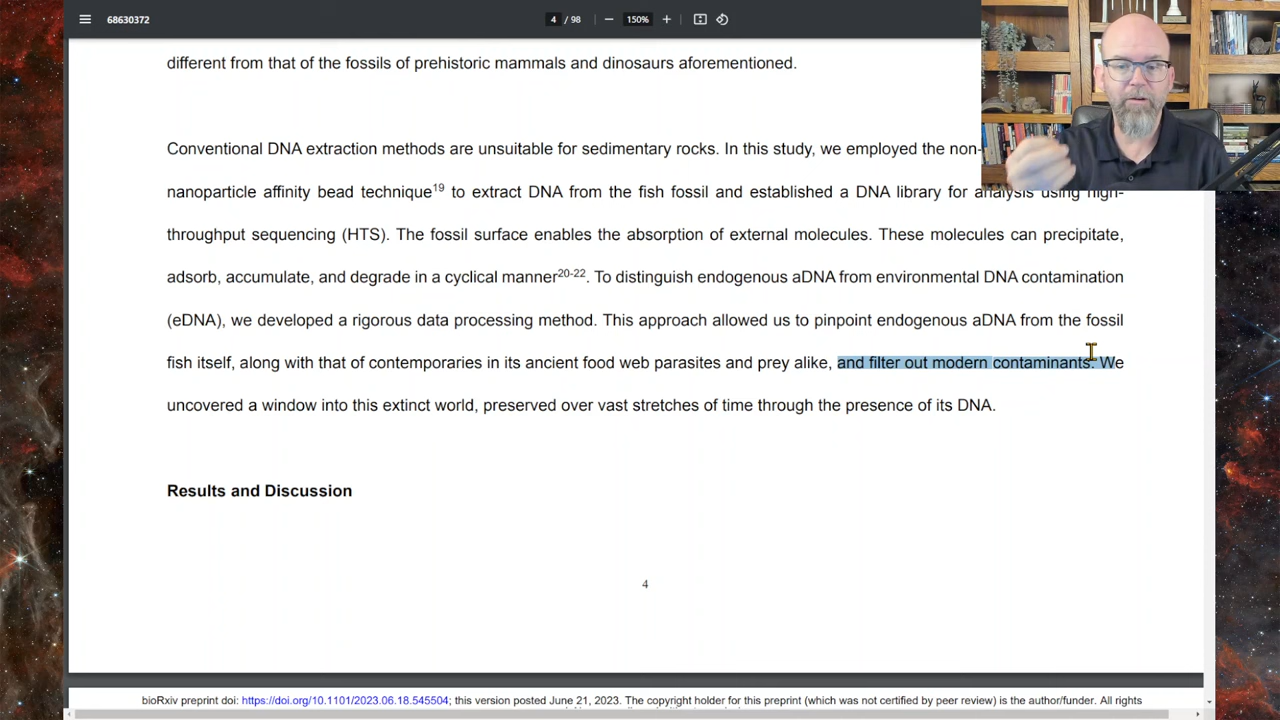 68630372
4 / 98
150%
different from that of the fossils of prehistoric mammals and dinosaurs aforementioned.
Conventional DNA extraction methods are unsuitable for sedimentary rocks. In this study, we employed the non-
nanoparticle affinity bead technique19 to extract DNA from the fish fossil and established a DNA library for analysis using high-
throughput sequencing (HTS). The fossil surface enables the absorption of external molecules. These molecules can precipitate,
adsorb, accumulate, and degrade in a cyclical manner20-22. To distinguish endogenous aDNA from environmental DNA contamination
(eDNA), we developed a rigorous data processing method. This approach allowed us to pinpoint endogenous aDNA from the fossil
fish itself, along with that of contemporaries in its ancient food web parasites and prey alike, and filter out modern contaminants. We
uncovered a window into this extinct world, preserved over vast stretches of time through the presence of its DNA.
Results and Discussion
4
bioRxiv preprint doi: https://doi.org/10.1101/2023.06.18.545504; this version posted June 21, 2023. The copyright holder for this preprint (which was not certified by peer review) is the author/funder. All rights